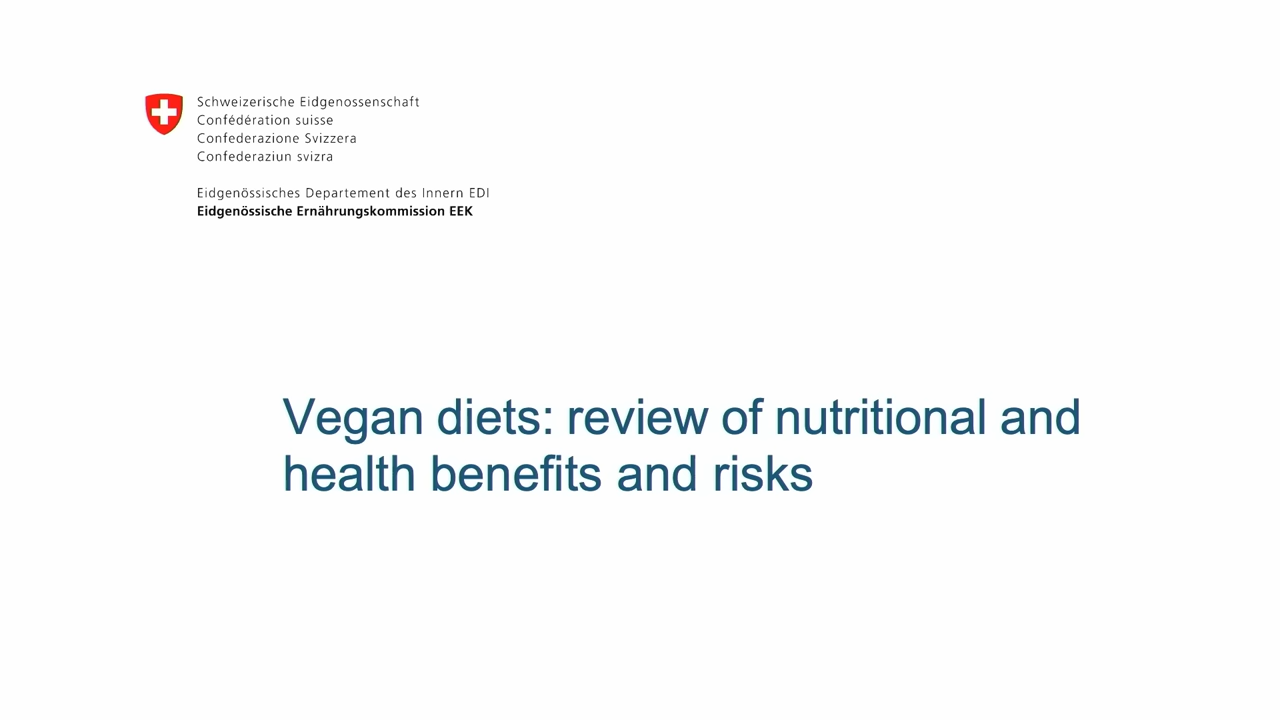 Schweizerische Eidgenossenschaft
Confédération suisse
Confederazione Svizzera
Confederaziun svizra
Eidgenössisches Departement des Innern EDI
Eidgenössische Ernährungskommission EEK
Vegan diets: review of nutritional and
health benefits and risks